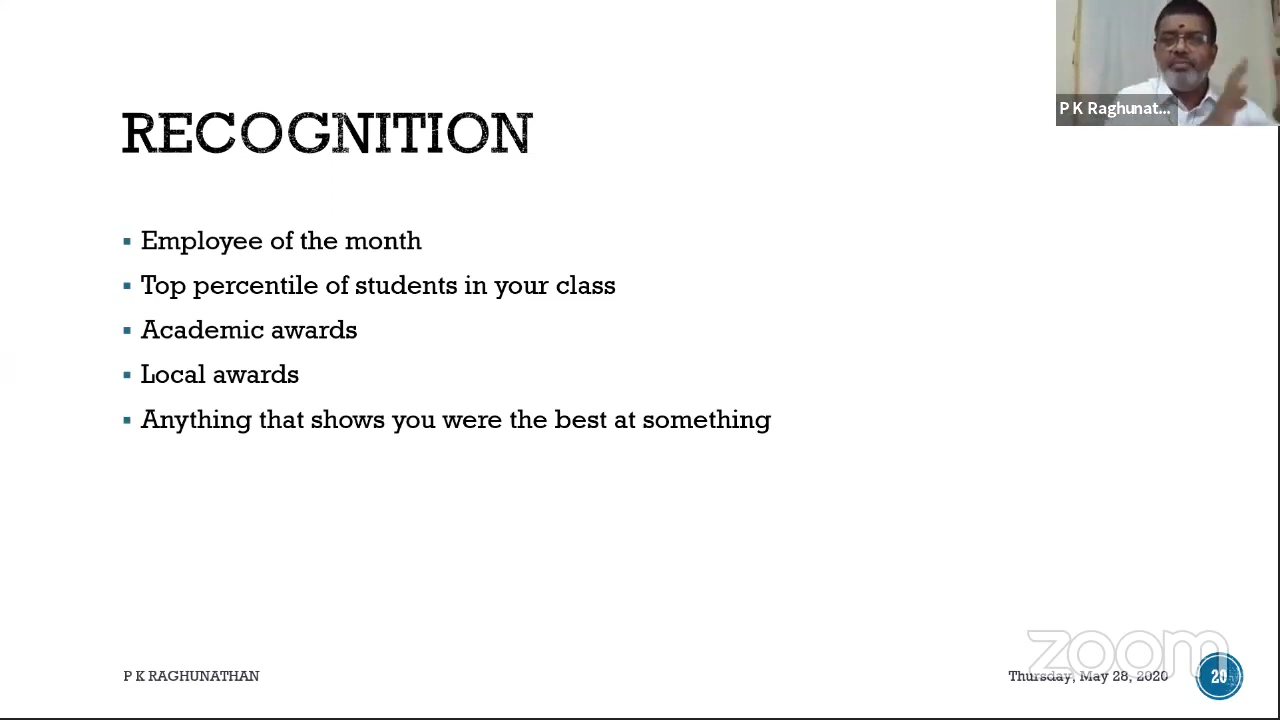 P K Raghunat...
RECOGNITION
Employee of the month
Top percentile of students in your class
Academic awards
Local awards
Anything that shows you were the best at something
zoom
P K RAGHUNATHAN
Thursday, May 28, 2020
20